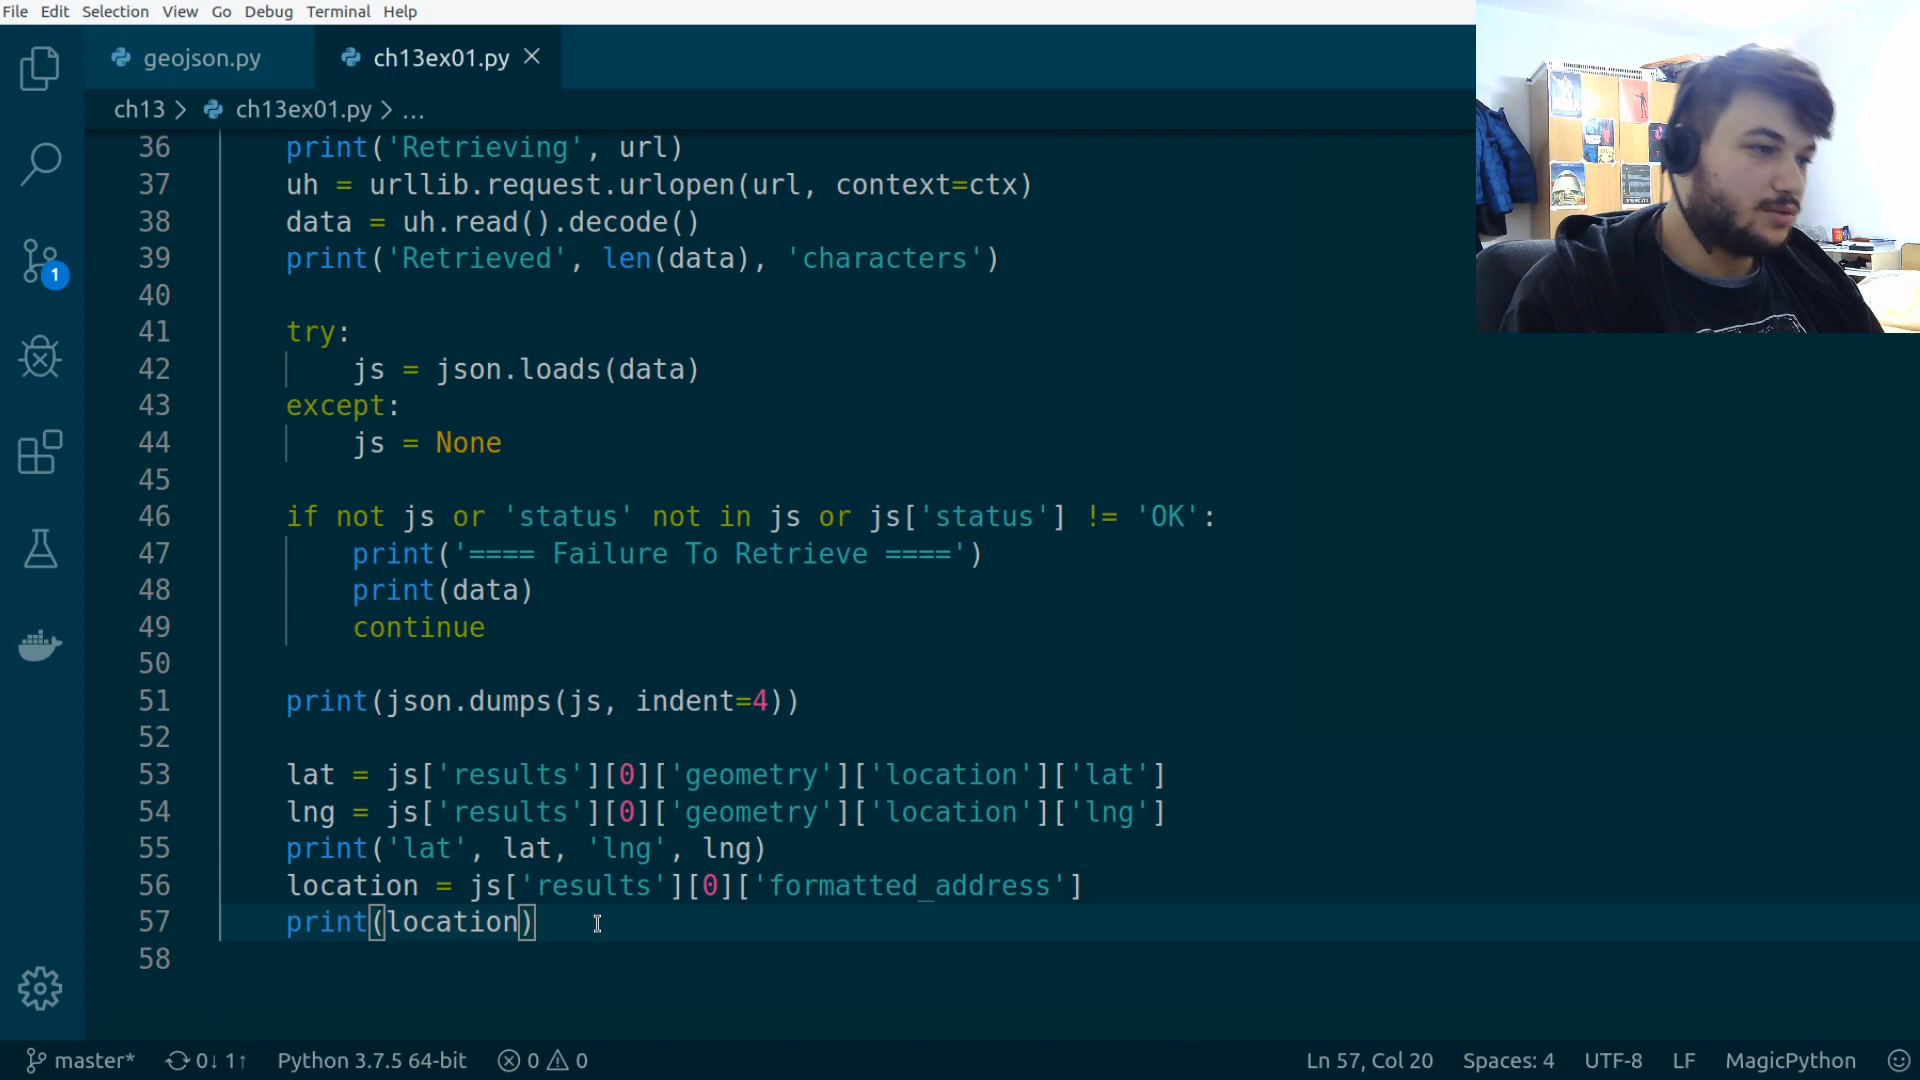 File Edit Selection View Go Debug Terminal Help
geojson.py ch13ex01.py
ch13 > ch13ex01.py > ...
36 print('Retrieving', url)
37 uh = urllib.request.urlopen(url, context=ctx)
38 data = uh.read().decode()
39 print('Retrieved', len(data), 'characters')
40
41 try:
42 js = json.loads(data)
43 except:
44 js = None
45
46 if not js or 'status' not in js or js['status'] != 'OK':
47 print('==== Failure To Retrieve ====')
48 print(data)
49 continue
50
51 print(json.dumps(js, indent=4))
52
53 lat = js['results'][0]['geometry']['location']['lat']
54 lng = js['results'][0]['geometry']['location']['lng']
55 print('lat', lat, 'lng', lng)
56 location = js['results'][0]['formatted_address']
57 print(location)
58
1
master* 0↓ 1↑ Python 3.7.5 64-bit 0 0 Ln 57, Col 20 Spaces: 4 UTF-8 LF MagicPython